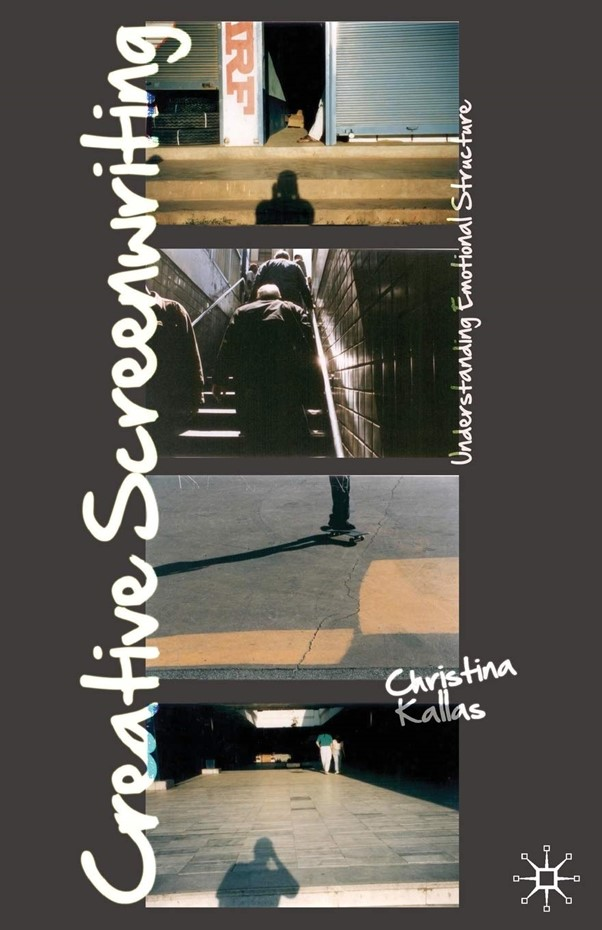 Creative Screenwriting
Understanding Emotional Structure
Christina
Kallas